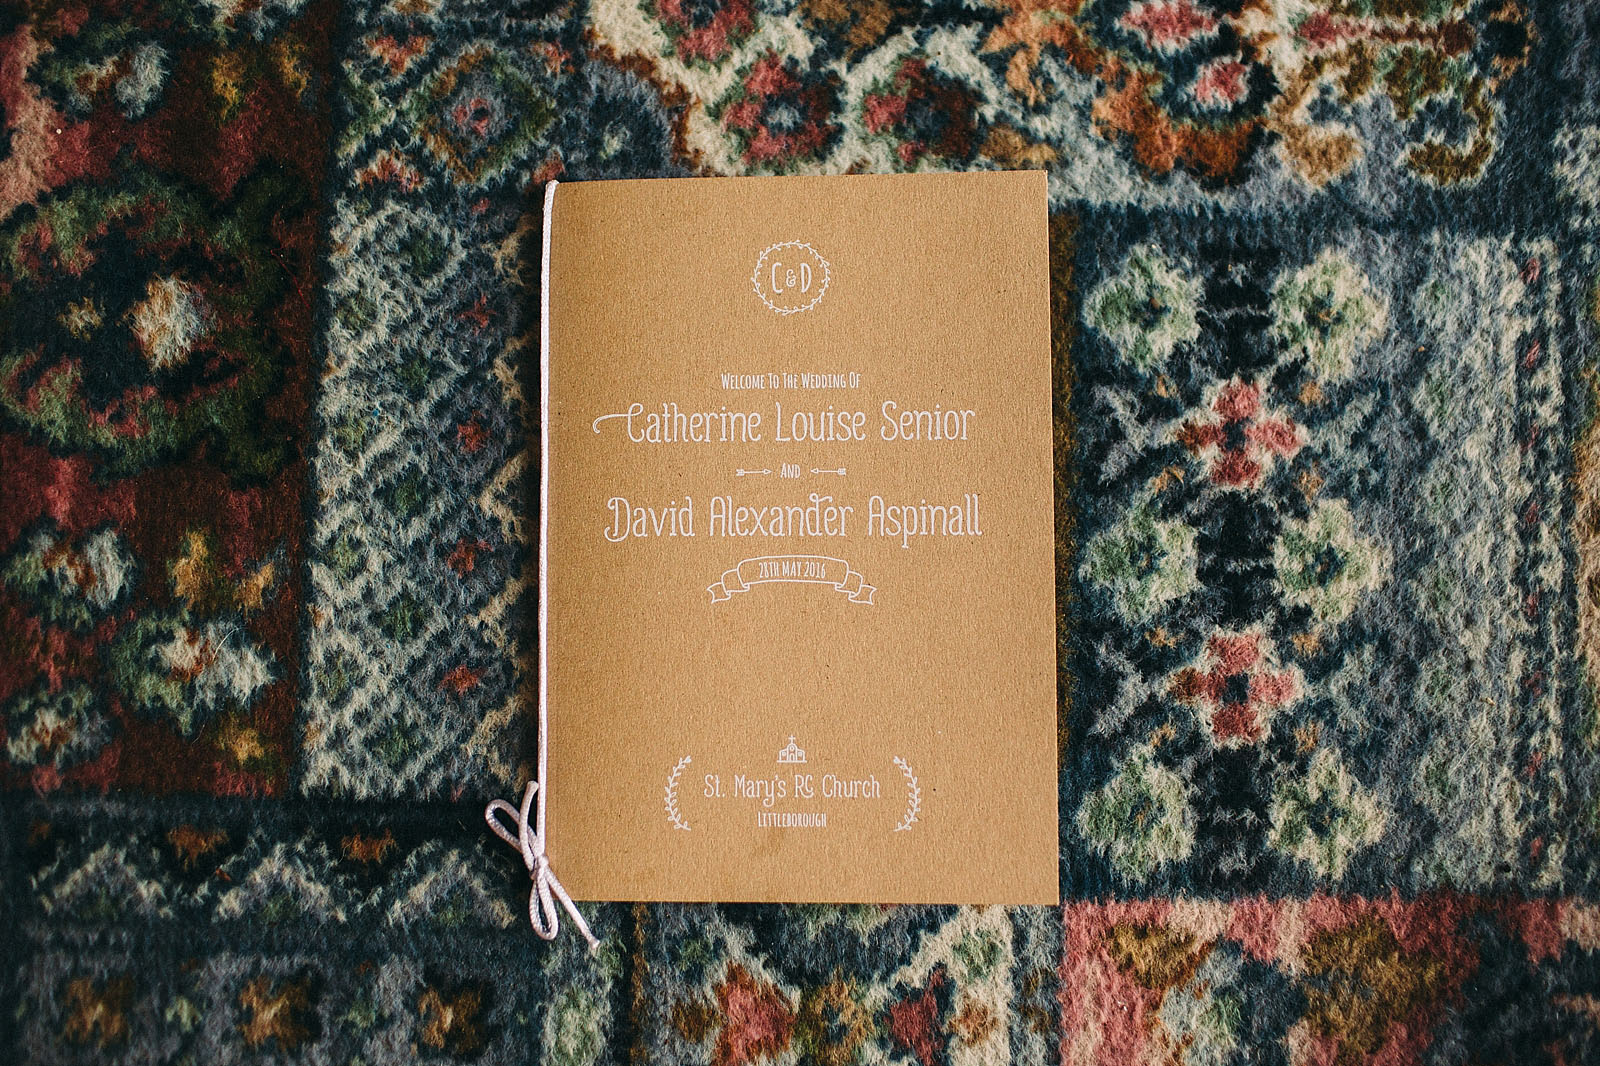 C & D
Welcome To The Wedding Of
Catherine Louise Senior
And
David Alexander Aspinall
28TH MAY 2016
St. Mary's RC Church
Littleborough